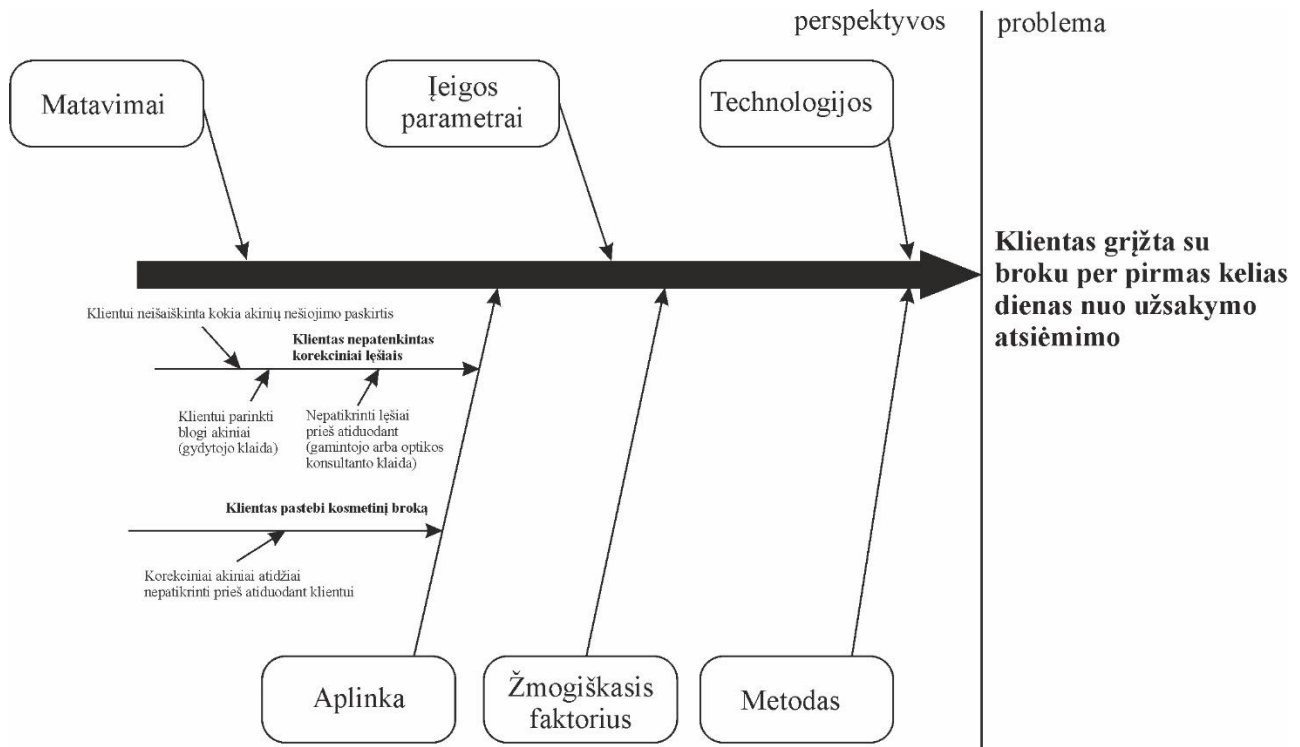 perspektyvos
problema
Matavimai
Įeigos
parametrai
Technologijos
Klientas grįžta su
broku per pirmas kelias
dienas nuo užsakymo
atsiėmimo
Klientui neišaiškinta kokia akinių nešiojimo paskirtis
Klientas nepatenkintas
korekciniai lęšiais
Klientui parinkti
blogi akiniai
(gydytojo klaida)
Nepatikrinti lęšiai
prieš atiduodant
(gamintojo arba optikos
konsultanto klaida)
Klientas pastebi kosmetinį broką
Korekciniai akiniai atidžiai
nepatikrinti prieš atiduodant klientui
Aplinka
Žmogiškasis
faktorius
Metodas